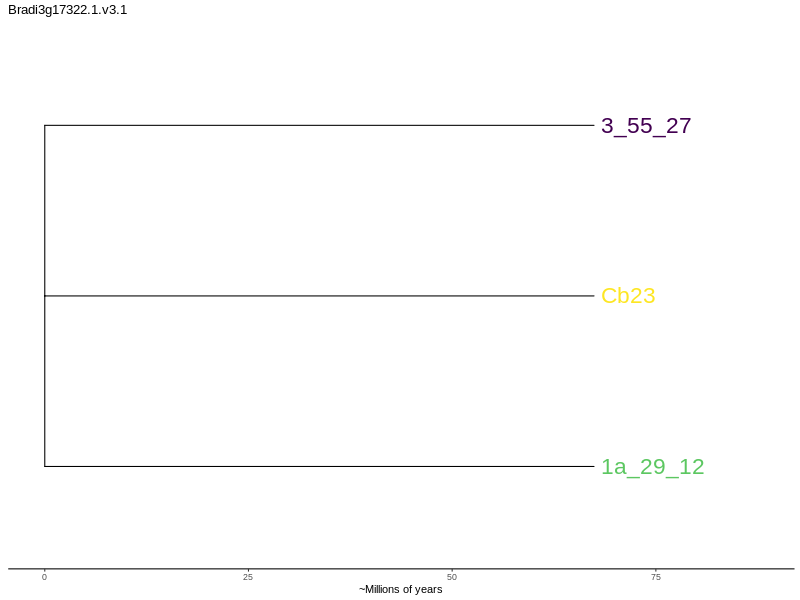 Bradi3g17322.1.v3.1
3_55_27
Cb23
1a_29_12
0 25 50 75
~Millions of years